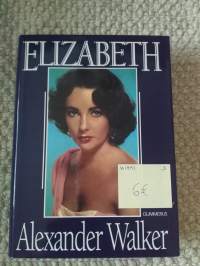 ELIZABETH
6€
GUMMERUS
Alexander Walker